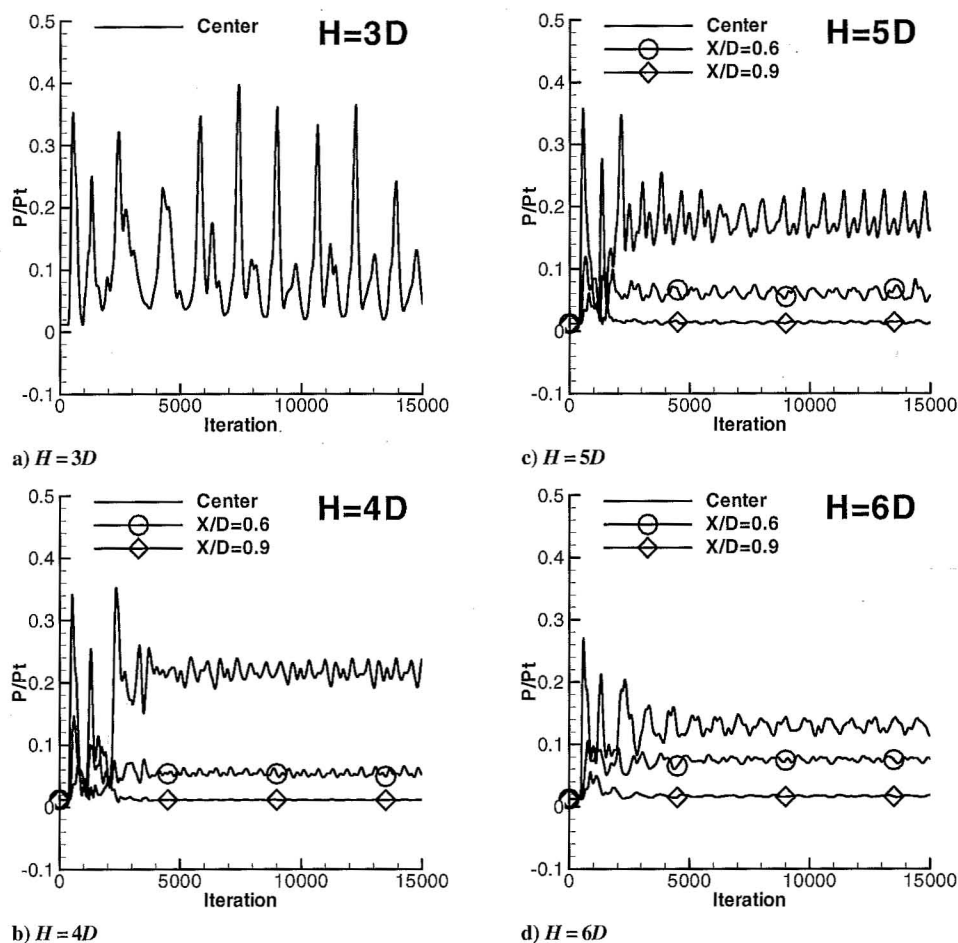 0.5
Center
H=3D
0.4
0.3
P/Pt
0.2
0.1
0
-0.1
0
5000
10000
15000
Iteration
a) H = 3D
0.5
Center
X/D=0.6
X/D=0.9
H=5D
0.4
0.3
P/Pt
0.2
0.1
0
-0.1
0
5000
10000
15000
Iteration
c) H = 5D
0.5
Center
X/D=0.6
X/D=0.9
H=4D
0.4
0.3
P/Pt
0.2
0.1
0
-0.1
0
5000
10000
15000
Iteration
b) H = 4D
0.5
Center
X/D=0.6
X/D=0.9
H=6D
0.4
0.3
P/Pt
0.2
0.1
0
-0.1
0
5000
10000
15000
Iteration
d) H = 6D